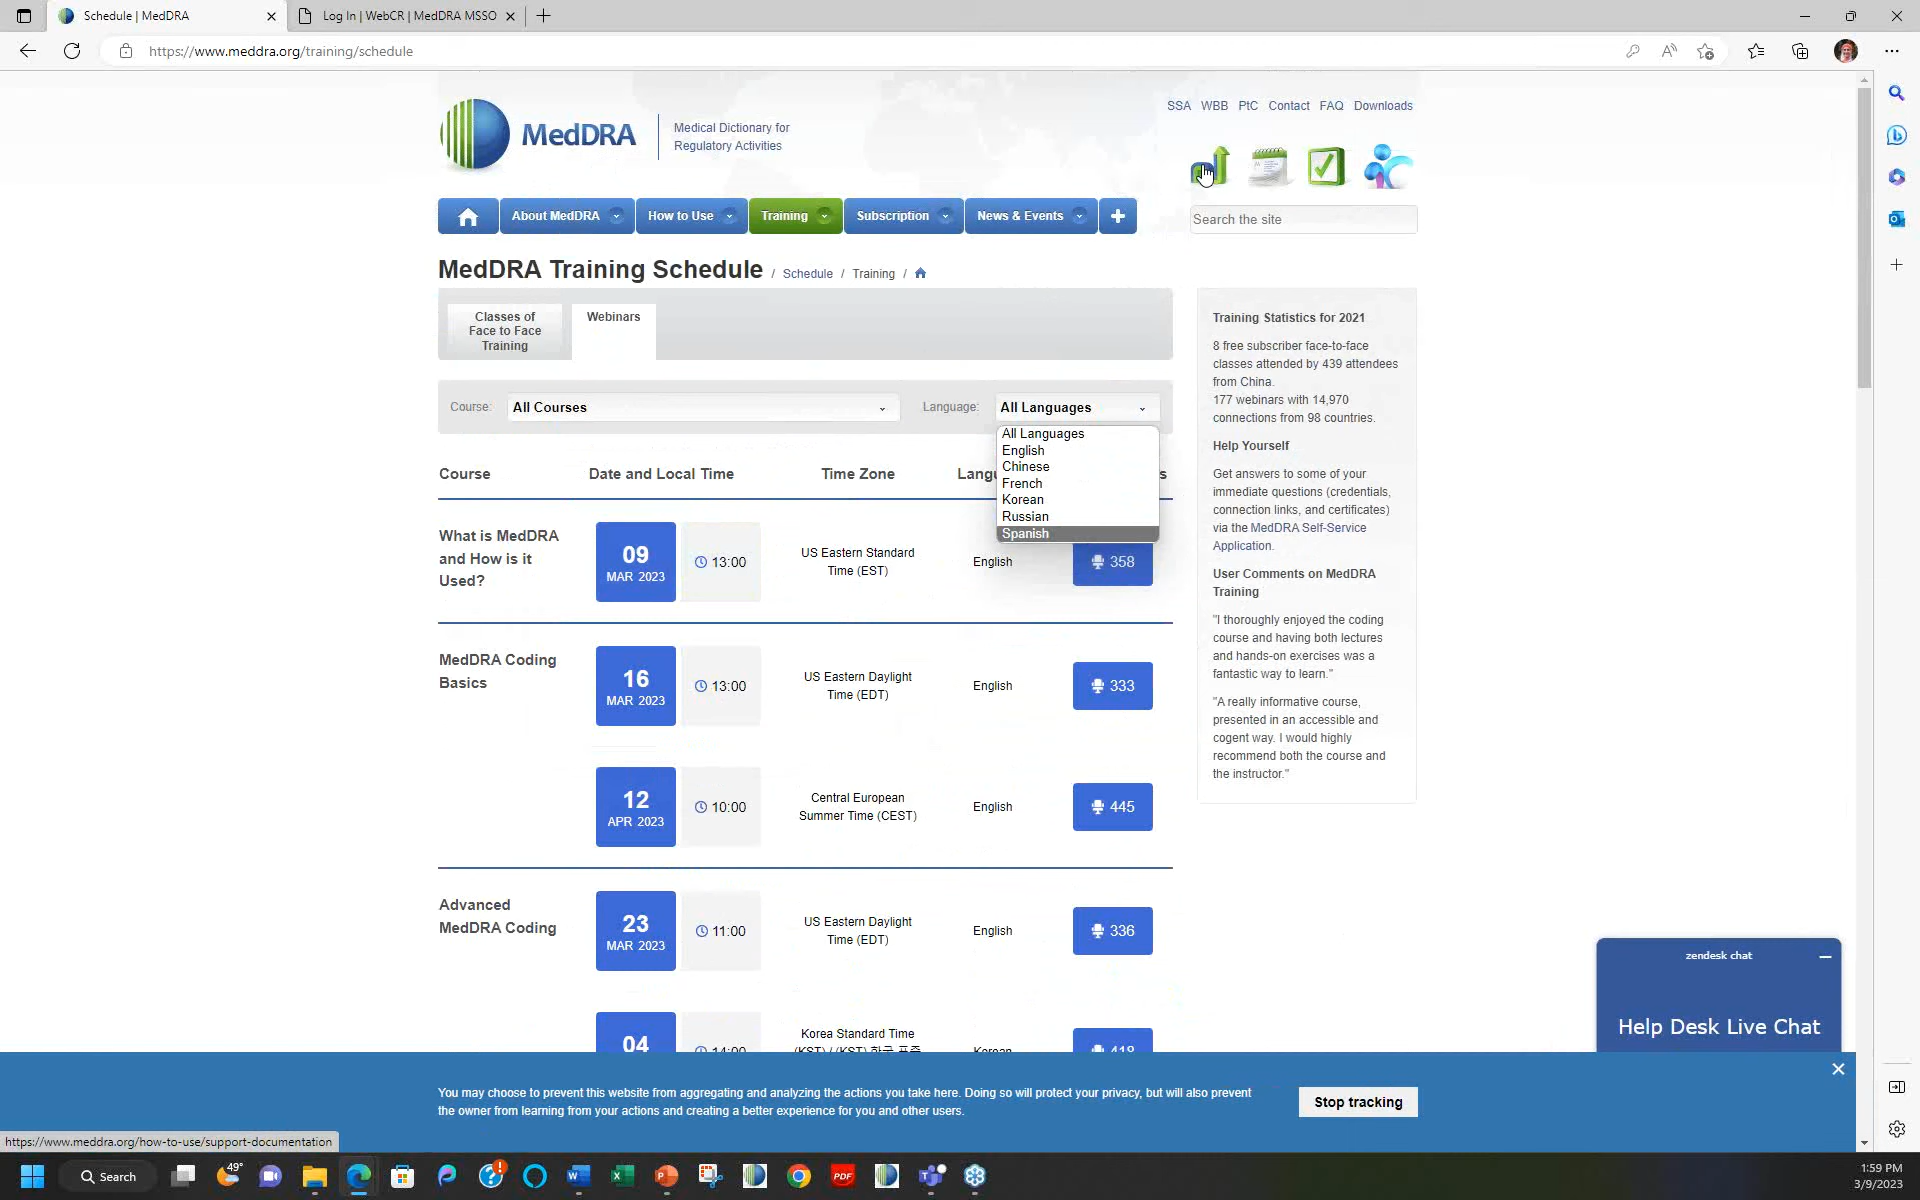 Schedule | MedDRA
Log In | WebCR | MedDRA MSSO
https://www.meddra.org/training/schedule
SSA WBB PtC Contact FAQ Downloads
MedDRA
Medical Dictionary for
Regulatory Activities
About MedDRA
How to Use
Training
Subscription
News & Events
Search the site
MedDRA Training Schedule / Schedule / Training /
Classes of
Face to Face
Training
Webinars
Course: All Courses
Language: All Languages
All Languages
English
Chinese
French
Korean
Russian
Spanish
Course Date and Local Time Time Zone
What is MedDRA
and How is it
Used?
09
MAR 2023
13:00
US Eastern Standard
Time (EST)
English
358
MedDRA Coding
Basics
16
MAR 2023
13:00
US Eastern Daylight
Time (EDT)
English
333
12
APR 2023
10:00
Central European
Summer Time (CEST)
English
445
Advanced
MedDRA Coding
23
MAR 2023
11:00
US Eastern Daylight
Time (EDT)
English
336
04
14:00
Korea Standard Time
(KST) / (KST) 한국 표준
Korean
418
Training Statistics for 2021
8 free subscriber face-to-face
classes attended by 439 attendees
from China.
177 webinars with 14,970
connections from 98 countries.
Help Yourself
Get answers to some of your
immediate questions (credentials,
connection links, and certificates)
via the MedDRA Self-Service
Application.
User Comments on MedDRA
Training
"I thoroughly enjoyed the coding
course and having both lectures
and hands-on exercises was a
fantastic way to learn."
"A really informative course,
presented in an accessible and
cogent way. I would highly
recommend both the course and
the instructor."
zendesk chat
Help Desk Live Chat
You may choose to prevent this website from aggregating and analyzing the actions you take here. Doing so will protect your privacy, but will also prevent
the owner from learning from your actions and creating a better experience for you and other users.
Stop tracking
https://www.meddra.org/how-to-use/support-documentation
Search
49°
PDF
1:59 PM
3/9/2023